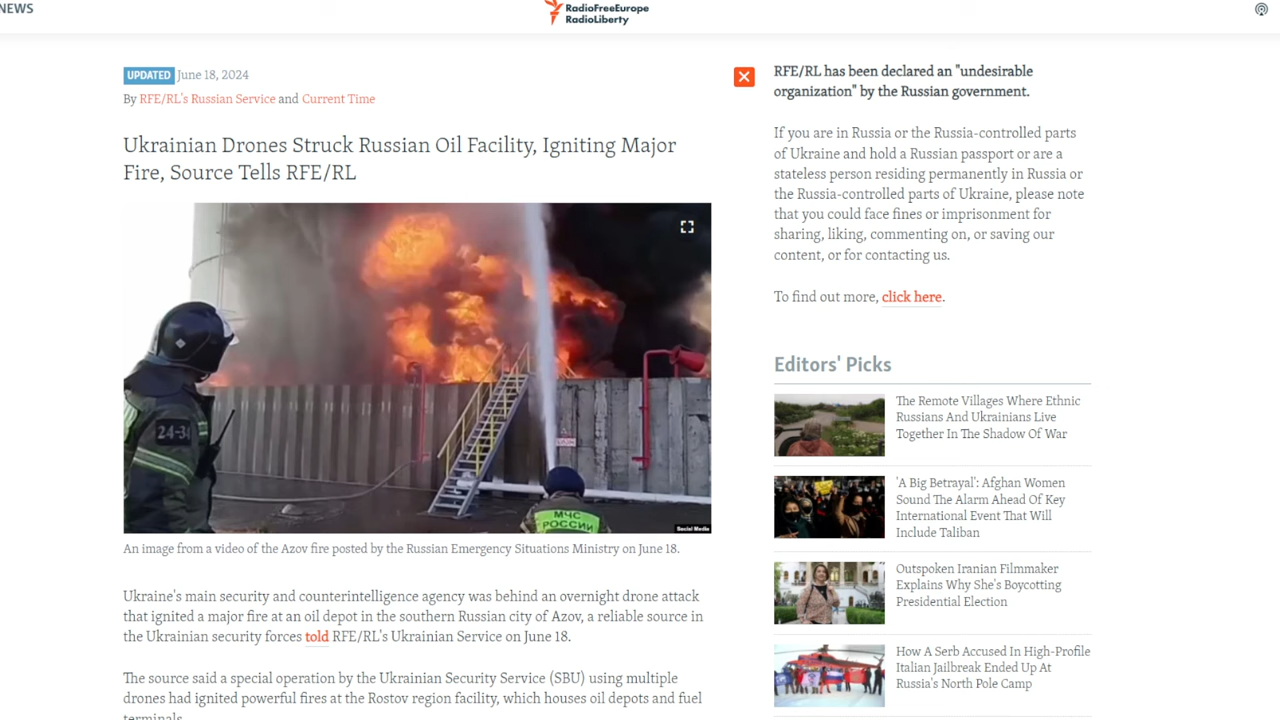 NEWS
RadioFreeEurope
RadioLiberty
UPDATED June 18, 2024
By RFE/RL's Russian Service and Current Time
Ukrainian Drones Struck Russian Oil Facility, Igniting Major
Fire, Source Tells RFE/RL
24-3
МЧС
РОССИИ
Social Media
An image from a video of the Azov fire posted by the Russian Emergency Situations Ministry on June 18.
Ukraine's main security and counterintelligence agency was behind an overnight drone attack
that ignited a major fire at an oil depot in the southern Russian city of Azov, a reliable source in
the Ukrainian security forces told RFE/RL's Ukrainian Service on June 18.
The source said a special operation by the Ukrainian Security Service (SBU) using multiple
drones had ignited powerful fires at the Rostov region facility, which houses oil depots and fuel
terminals.
RFE/RL has been declared an "undesirable
organization" by the Russian government.
If you are in Russia or the Russia-controlled parts
of Ukraine and hold a Russian passport or are a
stateless person residing permanently in Russia or
the Russia-controlled parts of Ukraine, please note
that you could face fines or imprisonment for
sharing, liking, commenting on, or saving our
content, or for contacting us.
To find out more, click here.
Editors' Picks
The Remote Villages Where Ethnic
Russians And Ukrainians Live
Together In The Shadow Of War
'A Big Betrayal': Afghan Women
Sound The Alarm Ahead Of Key
International Event That Will
Include Taliban
Outspoken Iranian Filmmaker
Explains Why She's Boycotting
Presidential Election
How A Serb Accused In High-Profile
Italian Jailbreak Ended Up At
Russia's North Pole Camp